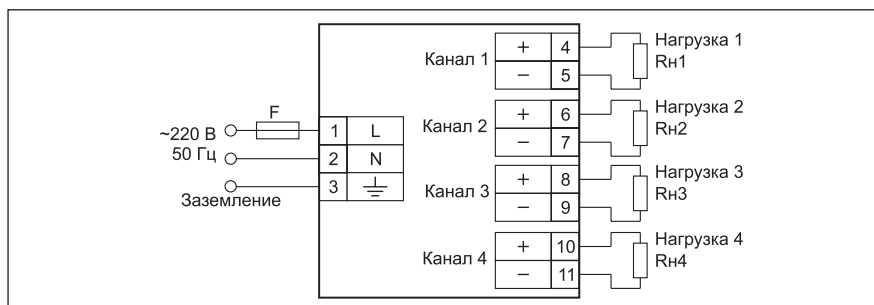 ~220 В
50 Гц
Заземление
F
1 L
2 N
3
Канал 1
+ 4
− 5
Нагрузка 1
Rн1
Канал 2
+ 6
− 7
Нагрузка 2
Rн2
Канал 3
+ 8
− 9
Нагрузка 3
Rн3
Канал 4
+ 10
− 11
Нагрузка 4
Rн4